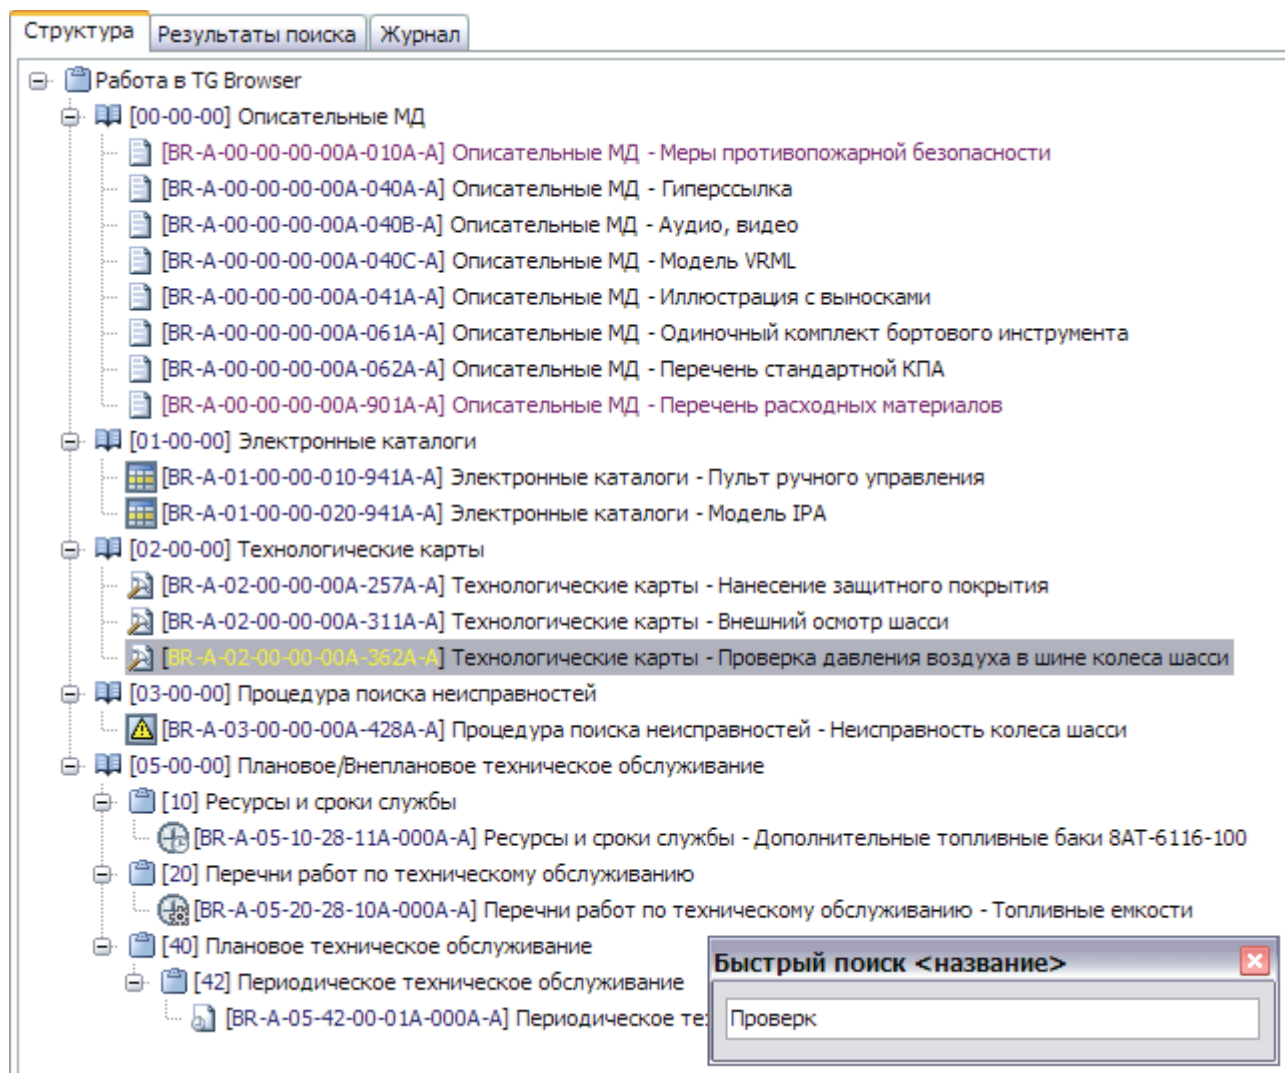 Структура Результаты поиска Журнал
Работа в TG Browser
[00-00-00] Описательные МД
[BR-A-00-00-00-00A-010A-A] Описательные МД - Меры противопожарной безопасности
[BR-A-00-00-00-00A-040A-A] Описательные МД - Гиперссылка
[BR-A-00-00-00-00A-040B-A] Описательные МД - Аудио, видео
[BR-A-00-00-00-00A-040C-A] Описательные МД - Модель VRML
[BR-A-00-00-00-00A-041A-A] Описательные МД - Иллюстрация с выносками
[BR-A-00-00-00-00A-061A-A] Описательные МД - Одиночный комплект бортового инструмента
[BR-A-00-00-00-00A-062A-A] Описательные МД - Перечень стандартной КПА
[BR-A-00-00-00-00A-901A-A] Описательные МД - Перечень расходных материалов
[01-00-00] Электронные каталоги
[BR-A-01-00-00-010-941A-A] Электронные каталоги - Пульт ручного управления
[BR-A-01-00-00-020-941A-A] Электронные каталоги - Модель IPA
[02-00-00] Технологические карты
[BR-A-02-00-00-00A-257A-A] Технологические карты - Нанесение защитного покрытия
[BR-A-02-00-00-00A-311A-A] Технологические карты - Внешний осмотр шасси
[BR-A-02-00-00-00A-362A-A] Технологические карты - Проверка давления воздуха в шине колеса шасси
[03-00-00] Процедура поиска неисправностей
[BR-A-03-00-00-00A-428A-A] Процедура поиска неисправностей - Неисправность колеса шасси
[05-00-00] Плановое/Внеплановое техническое обслуживание
[10] Ресурсы и сроки службы
[BR-A-05-10-28-11A-000A-A] Ресурсы и сроки службы - Дополнительные топливные баки 8АТ-6116-100
[20] Перечни работ по техническому обслуживанию
[BR-A-05-20-28-10A-000A-A] Перечни работ по техническому обслуживанию - Топливные емкости
[40] Плановое техническое обслуживание
[42] Периодическое техническое обслуживание
[BR-A-05-42-00-01A-000A-A] Периодическое те
Быстрый поиск <название>
Проверк